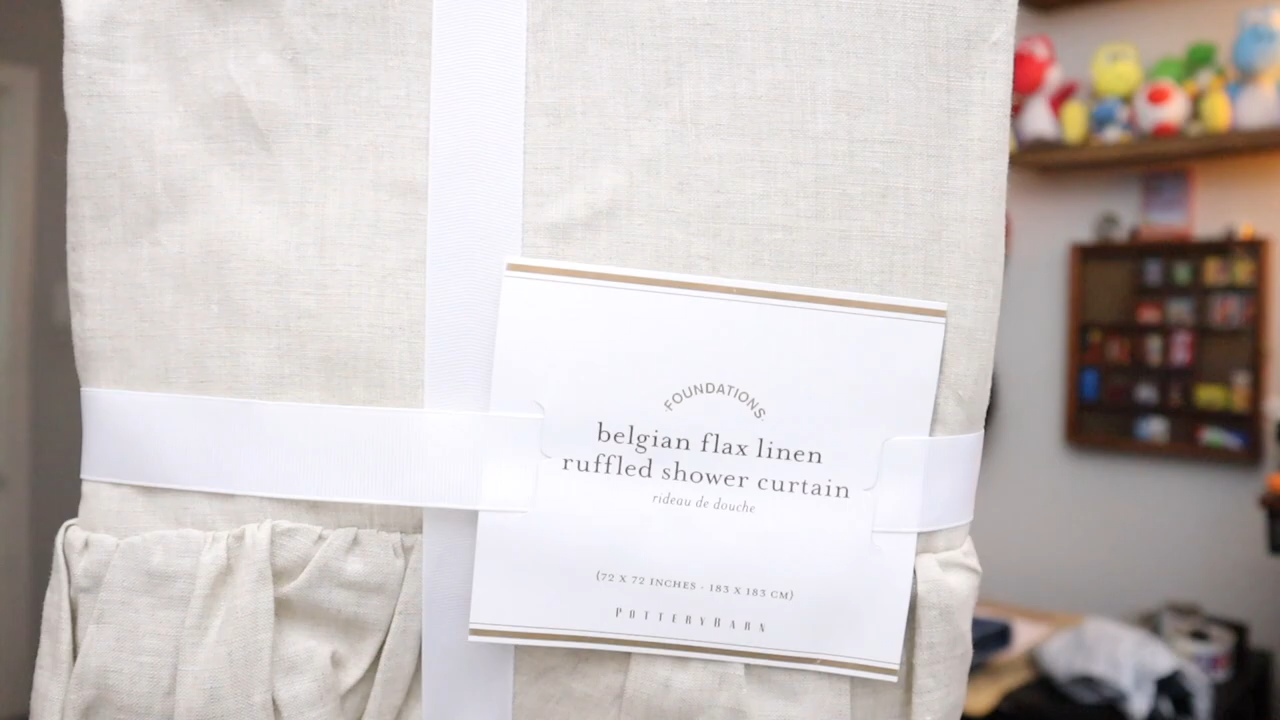 FOUNDATIONS
belgian flax linen
ruffled shower curtain
rideau de douche
(72 X 72 INCHES - 183 X 183 CM)
POTTERYBARN